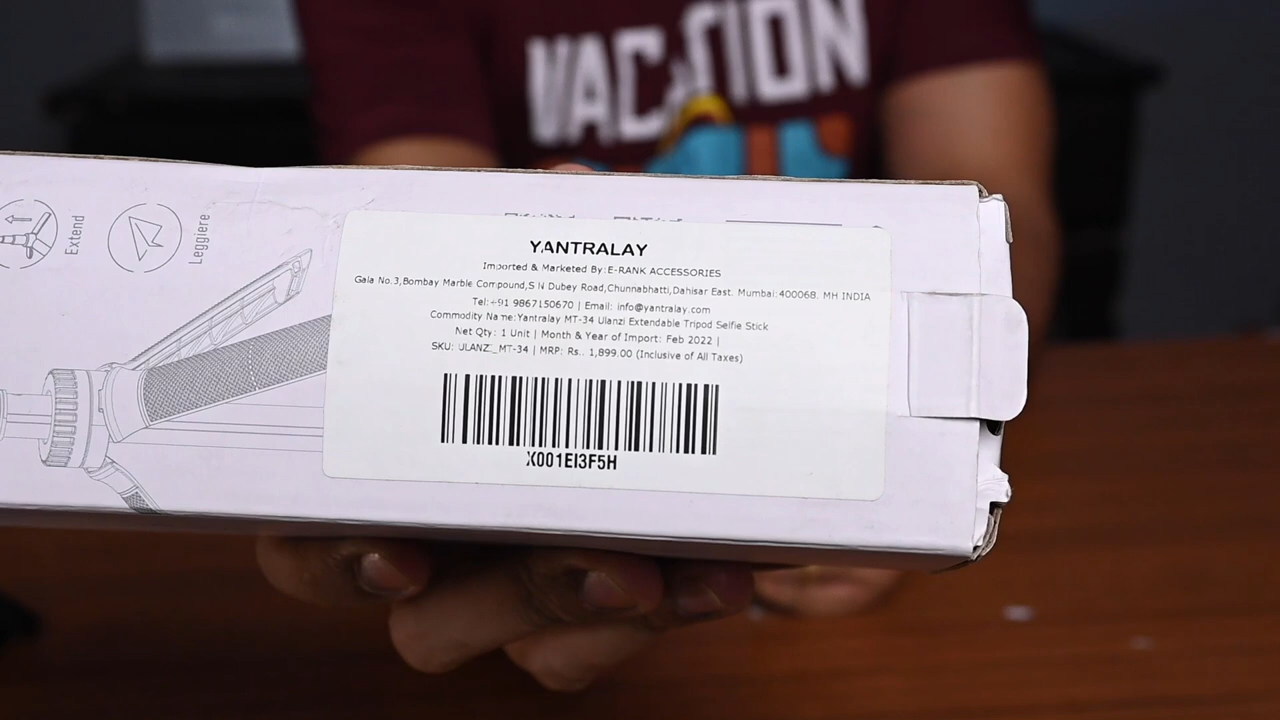 VACATION
Extend
Leggiere
YANTRALAY
Imported & Marketed By:E-RANK ACCESSORIES
Gala No.3,Bombay Marble Compound,S N Dubey Road,Chunnabhatti,Dahisar East. Mumbai:400068. MH INDIA
Tel:+91 9867150670 | Email: info@yantralay.com
Commodity Name:Yantralay MT-34 Ulanzi Extendable Tripod Selfie Stick
Net Qty: 1 Unit | Month & Year of Import: Feb 2022 |
SKU: ULANZI_MT-34 | MRP: Rs.. 1,899.00 (Inclusive of All Taxes)
X001EI3F5H